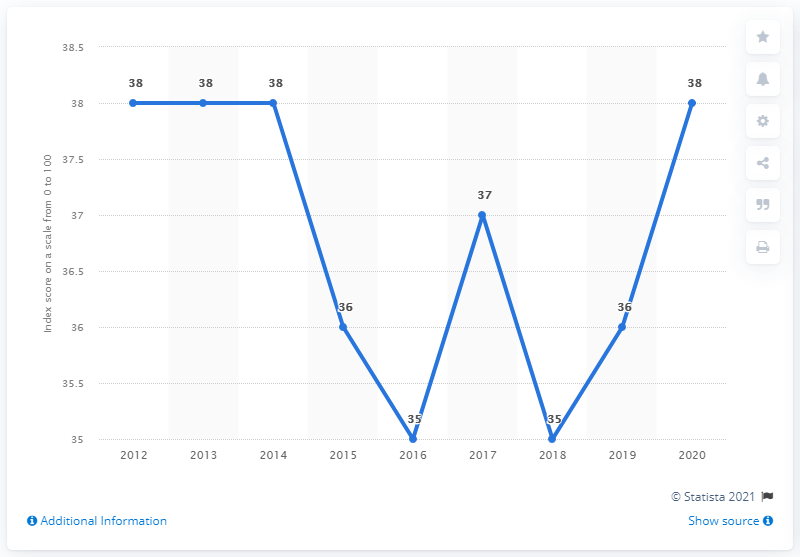 38.5
38
37.5
37
36.5
36
35.5
35
Index score on a scale from 0 to 100
38 38 38 36 35 37 35 36 38
2012 2013 2014 2015 2016 2017 2018 2019 2020
© Statista 2021
Additional Information Show source